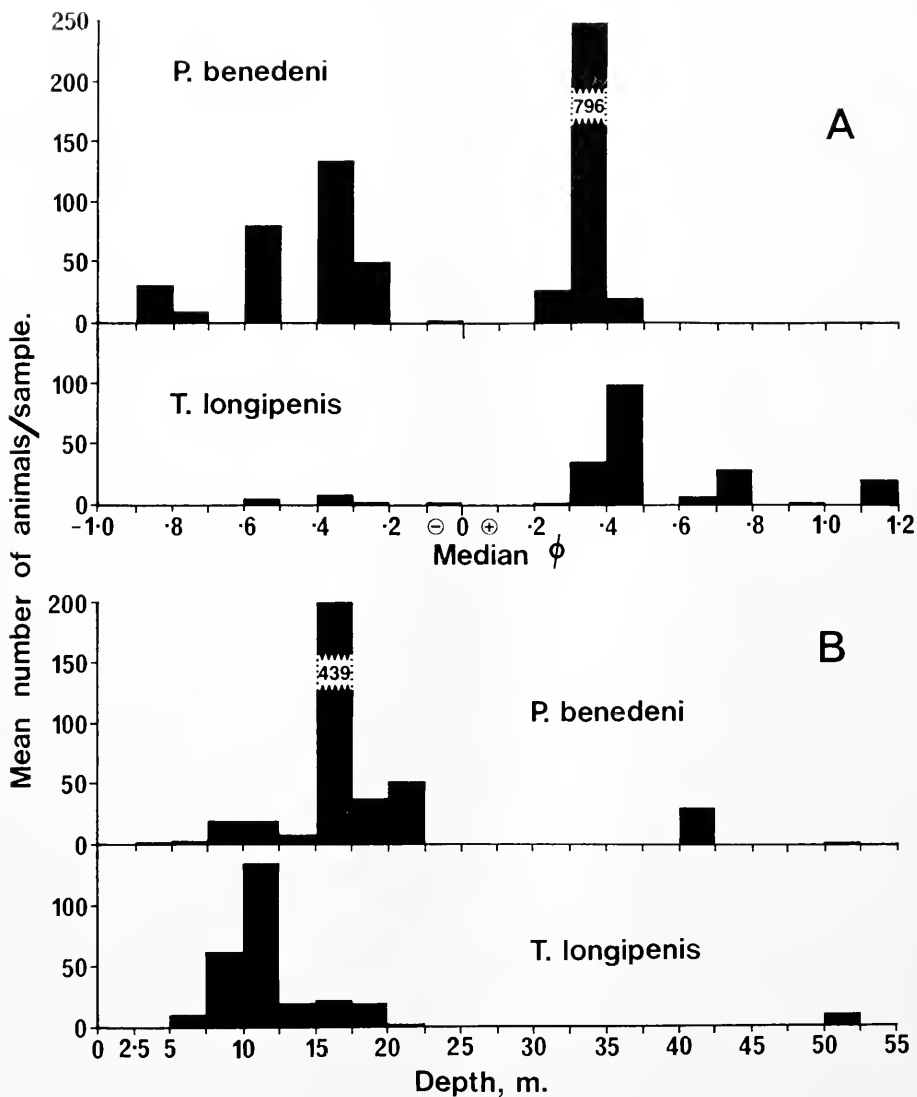 Mean number of animals/sample.
A
P. benedeni
250
200
150
100
50
0
796
T. longipenis
100
50
0
-1·0 ·8 ·6 ·4 ·2 ⊖ 0 ⊕ ·2 ·4 ·6 ·8 1·0 1·2
Median ϕ
B
P. benedeni
200
150
100
50
0
439
T. longipenis
100
50
0
0 2·5 5 10 15 20 25 30 35 40 45 50 55
Depth, m.